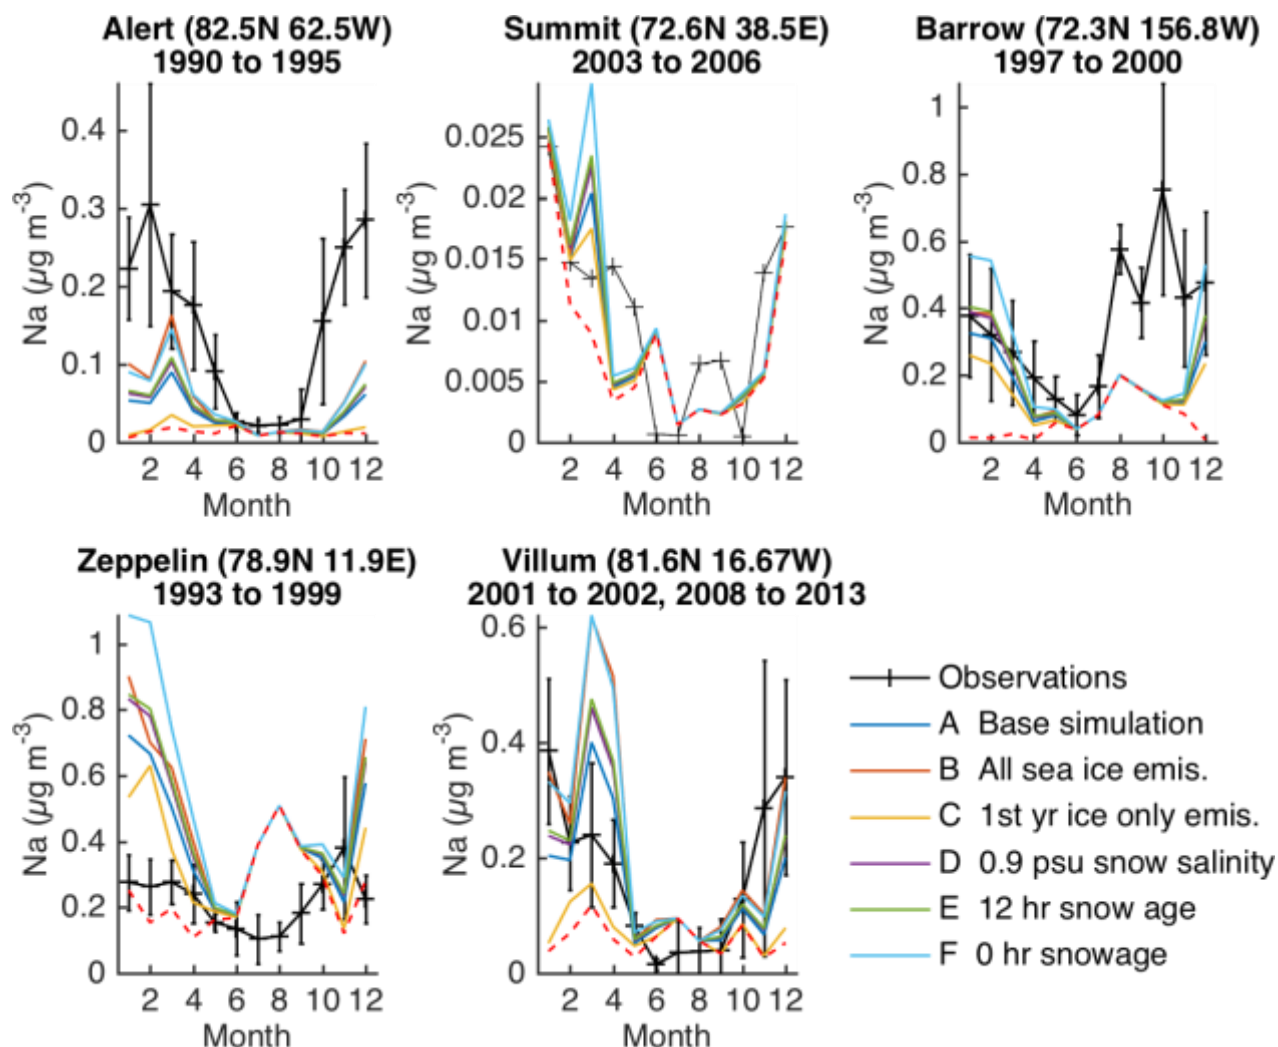 Alert (82.5N 62.5W)
1990 to 1995
Na (µg m-3)
0.4
0.3
0.2
0.1
0
2 4 6 8 10 12
Month
Summit (72.6N 38.5E)
2003 to 2006
Na (µg m-3)
0.025
0.02
0.015
0.01
0.005
0
2 4 6 8 10 12
Month
Barrow (72.3N 156.8W)
1997 to 2000
Na (µg m-3)
1
0.8
0.6
0.4
0.2
0
2 4 6 8 10 12
Month
Zeppelin (78.9N 11.9E)
1993 to 1999
Na (µg m-3)
1
0.8
0.6
0.4
0.2
0
2 4 6 8 10 12
Month
Villum (81.6N 16.67W)
2001 to 2002, 2008 to 2013
Na (µg m-3)
0.6
0.4
0.2
0
2 4 6 8 10 12
Month
Observations
A Base simulation
B All sea ice emis.
C 1st yr ice only emis.
D 0.9 psu snow salinity
E 12 hr snow age
F 0 hr snowage